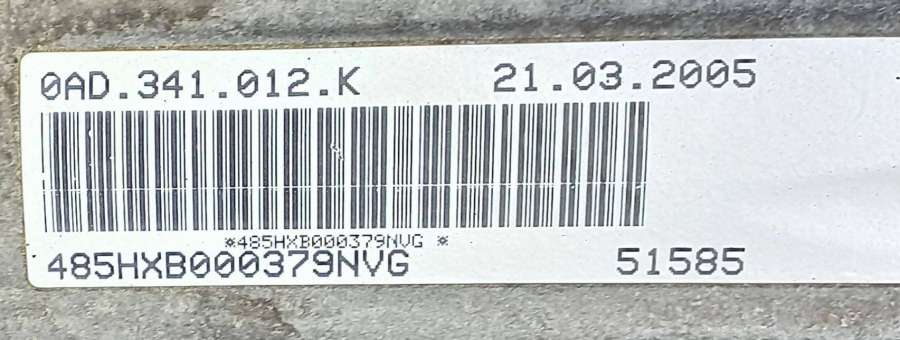 0AD.341.012.K 21.03.2005
*485HXB000379NVG *
485HXB000379NVG 51585